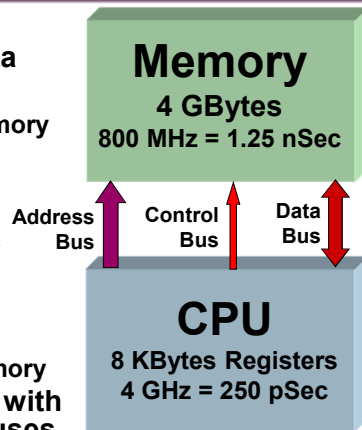 Memory
4 GBytes
800 MHz = 1.25 nSec
Address
Bus
Control
Bus
Data
Bus
CPU
8 KBytes Registers
4 GHz = 250 pSec
with